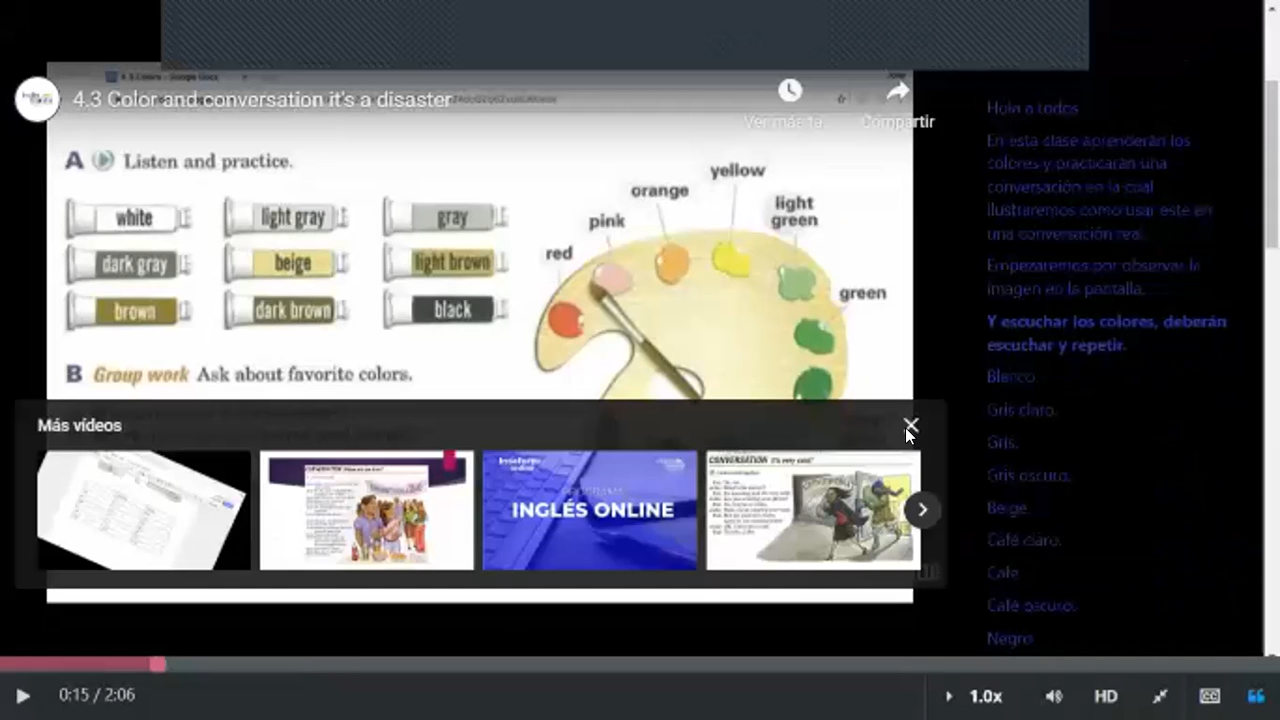 4.3 Color and conversation it's a disaster
Compartir
A Listen and practice.
white
light gray
gray
dark gray
beige
light brown
brown
dark brown
black
red
pink
orange
yellow
light
green
green
B Group work Ask about favorite colors.
Más vídeos
INGLÉS ONLINE
0:15 / 2:06
1.0x
HD
Hola a todos
En esta clase aprenderán los
colores y practicarán una
conversación en la cual
ilustraremos como usar este en
una conversación real.
Empezaremos por observar la
imagen en la pantalla.
Y escuchar los colores, deberán
escuchar y repetir.
Blanco.
Gris claro.
Gris.
Gris oscuro.
Beige
Café claro.
Café
Café oscuro.
Negro